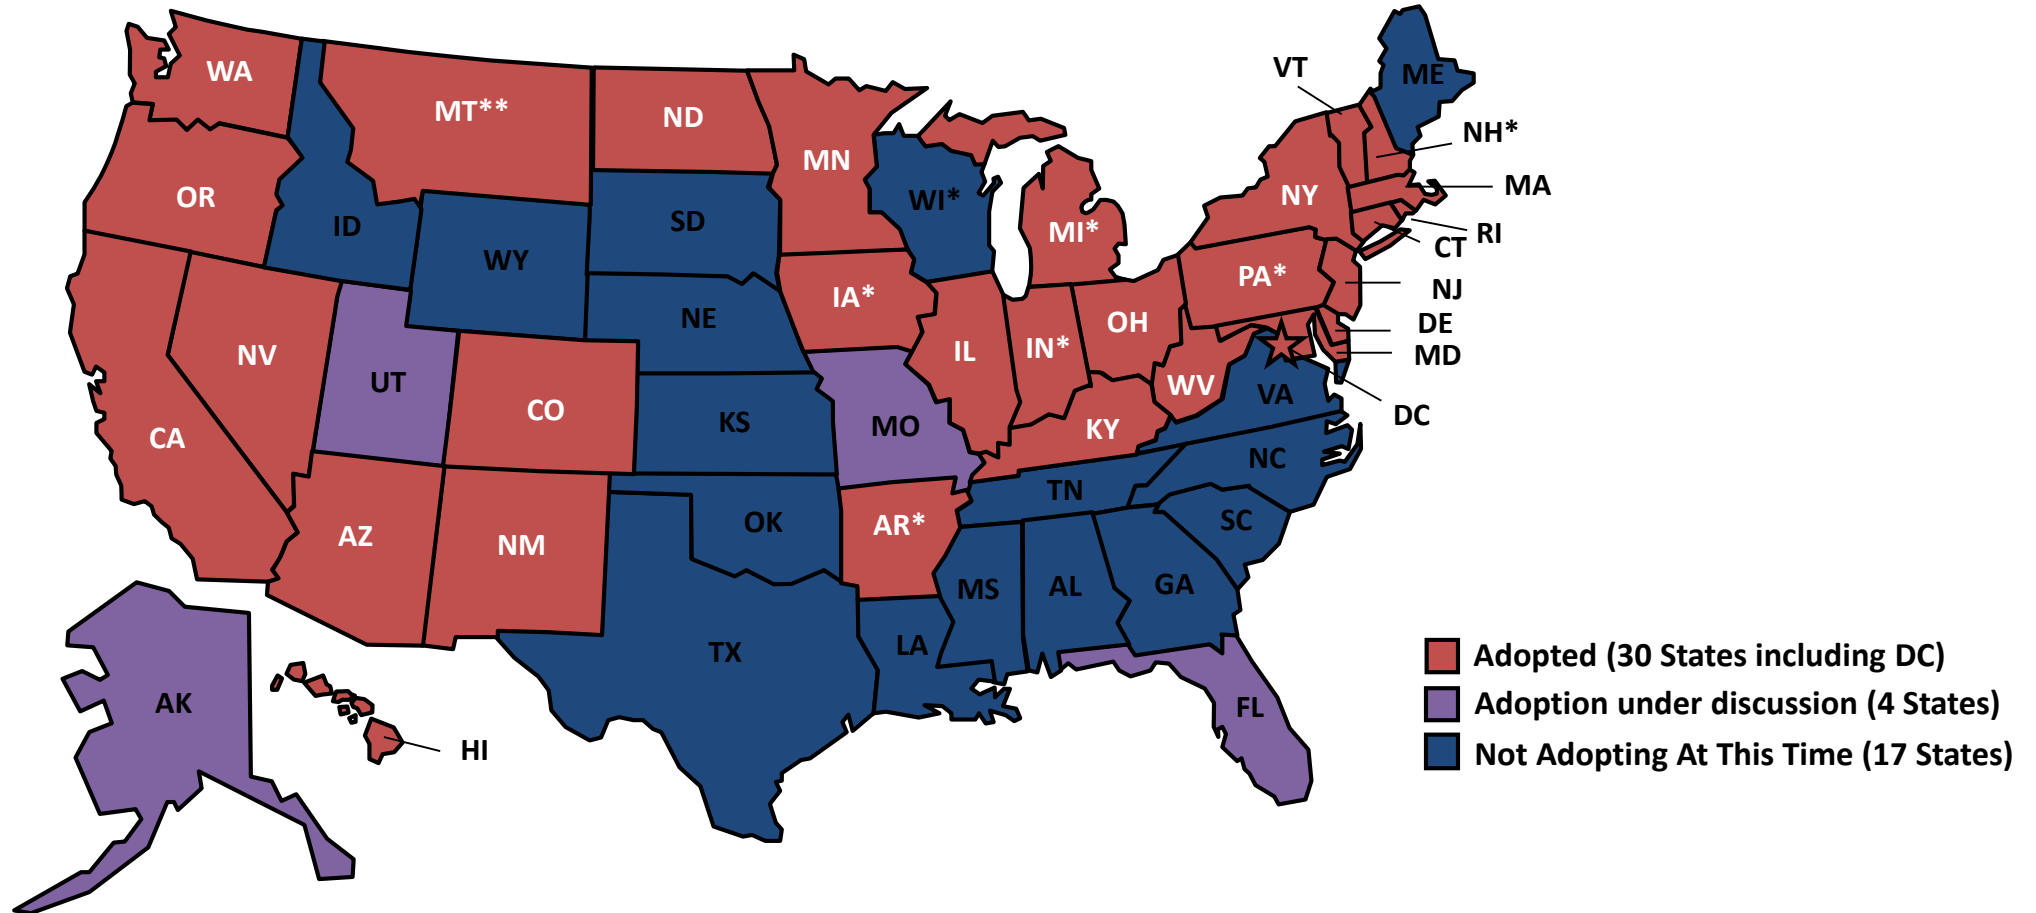 WA
MT**
ND
MN
OR
ID
WY
SD
WI*
MI*
NY
VT
ME
NH*
MA
RI
CT
NJ
DE
MD
DC
PA*
NE
IA*
IL
IN*
OH
WV
VA
NV
UT
CO
KS
MO
KY
CA
NC
TN
SC
AZ
NM
OK
AR*
MS
AL
GA
TX
LA
FL
AK
HI
Adopted (30 States including DC)
Adoption under discussion (4 States)
Not Adopting At This Time (17 States)